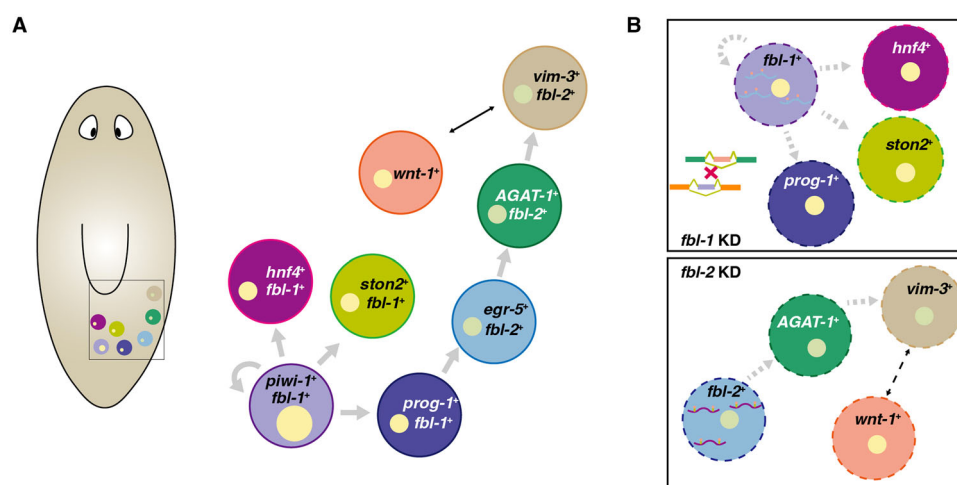 A
vim-3⁺
fbl-2⁺
wnt-1⁺
AGAT-1⁺
fbl-2⁺
hnf4⁺
fbl-1⁺
ston2⁺
fbl-1⁺
egr-5⁺
fbl-2⁺
piwi-1⁺
fbl-1⁺
prog-1⁺
fbl-1⁺
B
fbl-1⁺
hnf4⁺
ston2⁺
prog-1⁺
fbl-1 KD
fbl-2 KD
vim-3⁺
AGAT-1⁺
fbl-2⁺
wnt-1⁺